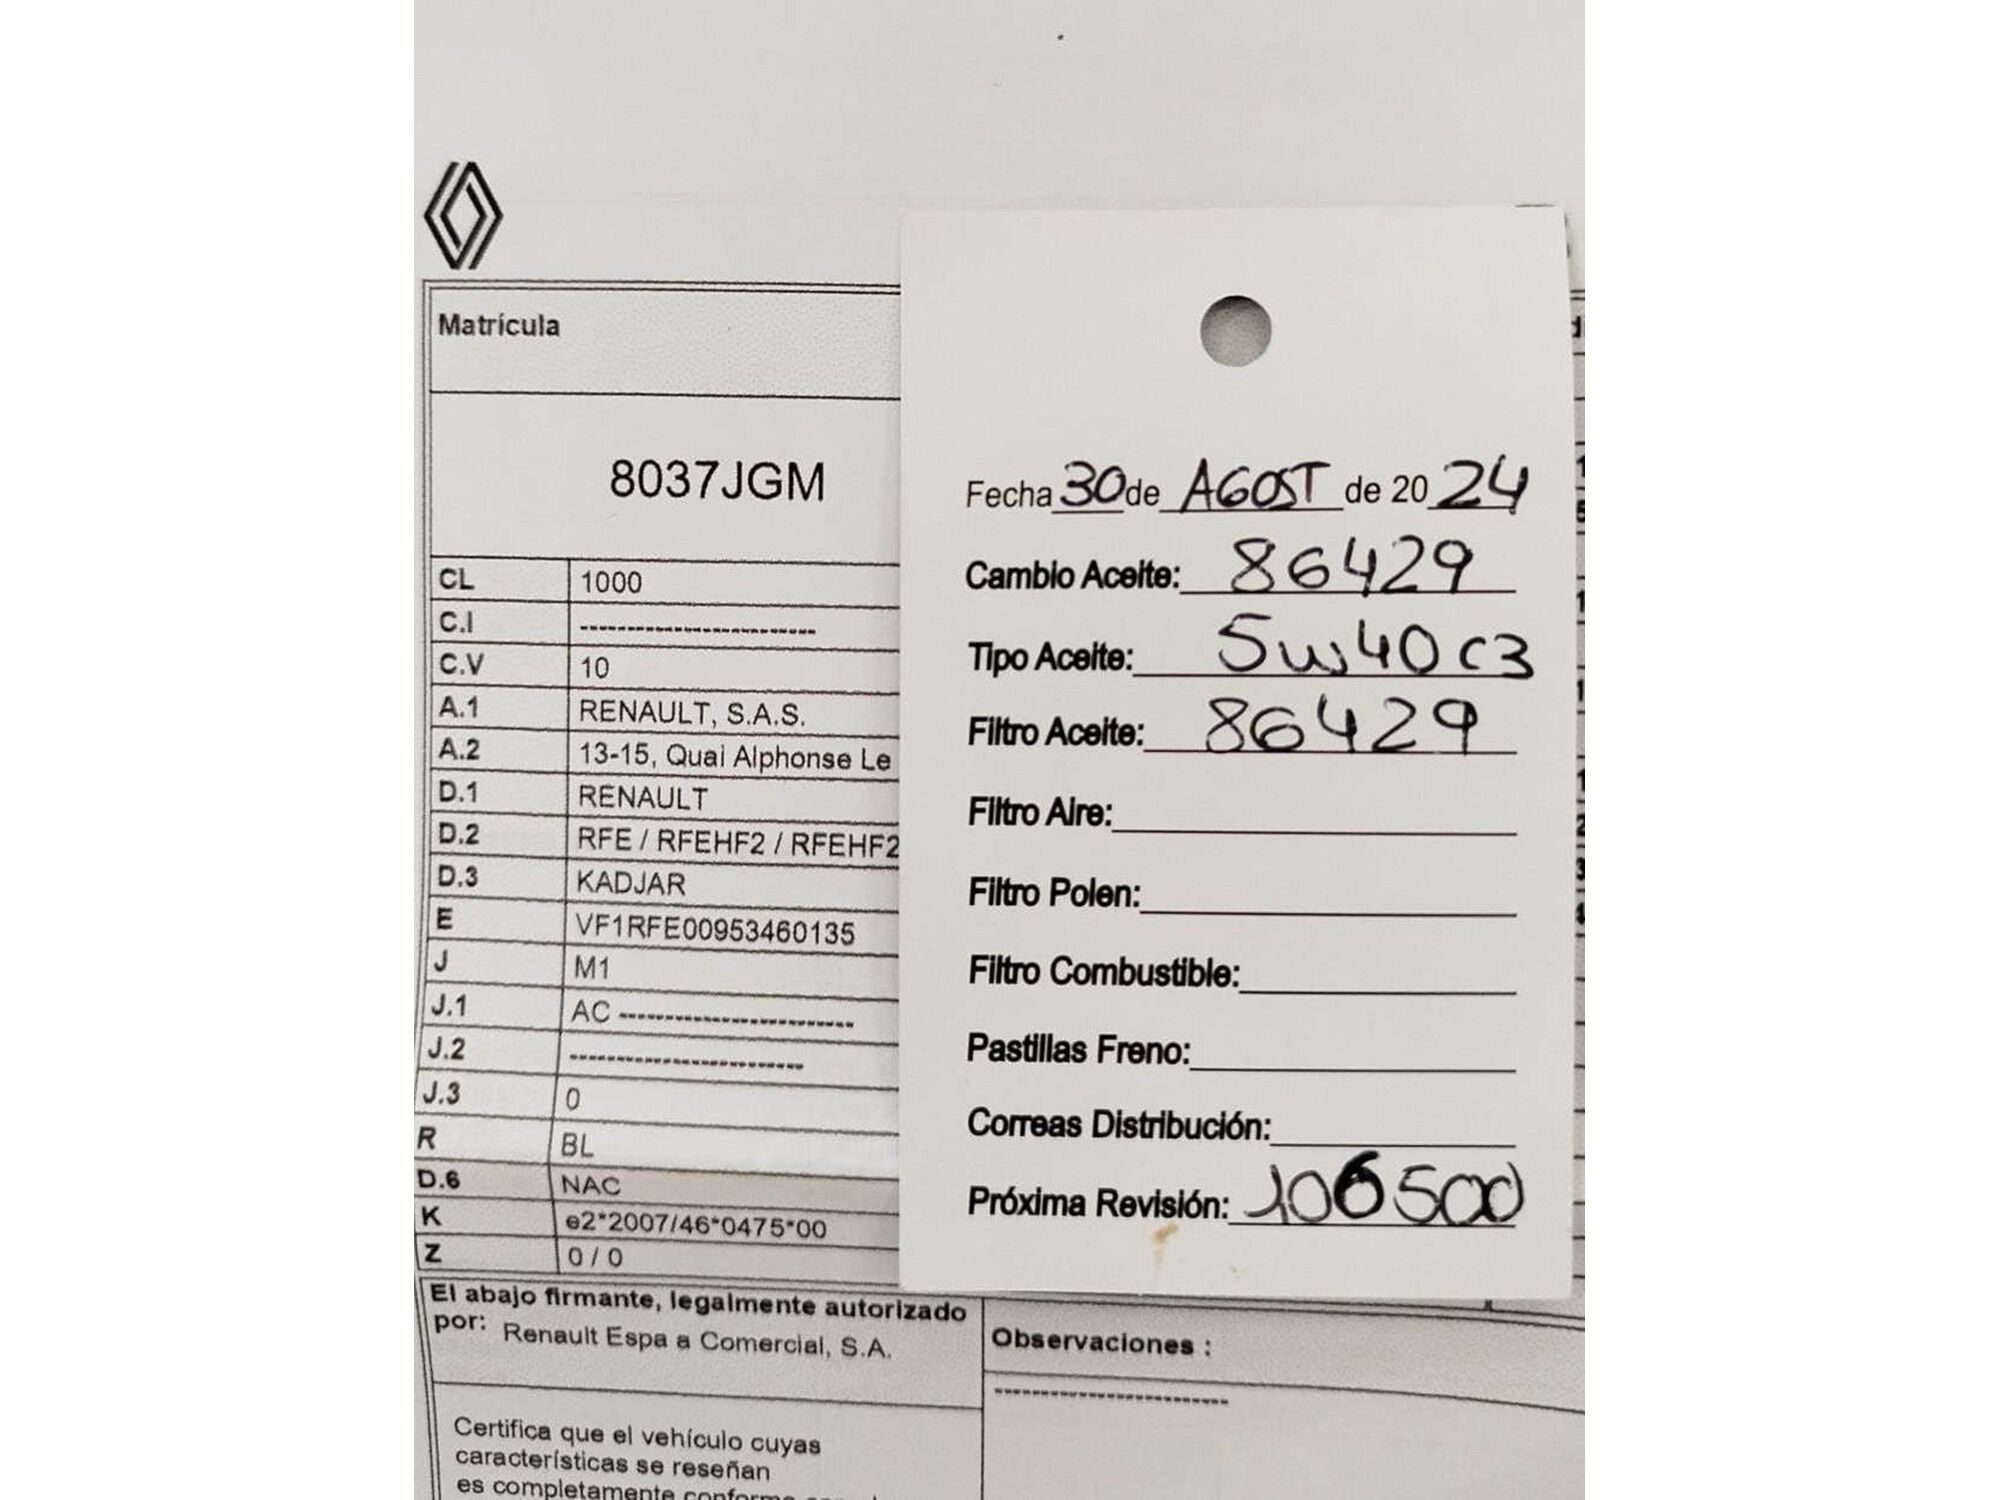 Matrícula
8037JGM
CL 1000
C.I -------------------------
C.V 10
A.1 RENAULT, S.A.S.
A.2 13-15, Quai Alphonse Le
D.1 RENAULT
D.2 RFE / RFEHF2 / RFEHF2
D.3 KADJAR
E VF1RFE00953460135
J M1
J.1 AC -------------------------
J.2 -------------------------
J.3 0
R BL
D.6 NAC
K e2*2007/46*0475*00
Z 0 / 0
El abajo firmante, legalmente autorizado
por: Renault Espa a Comercial, S.A.
Certifica que el vehículo cuyas
características se reseñan
es completamente
Observaciones :
-------------------------
Fecha 30 de AGOST de 2024
Cambio Aceite: 86429
Tipo Aceite: 5w40 c3
Filtro Aceite: 86429
Filtro Aire:
Filtro Polen:
Filtro Combustible:
Pastillas Freno:
Correas Distribución:
Próxima Revisión: 106500